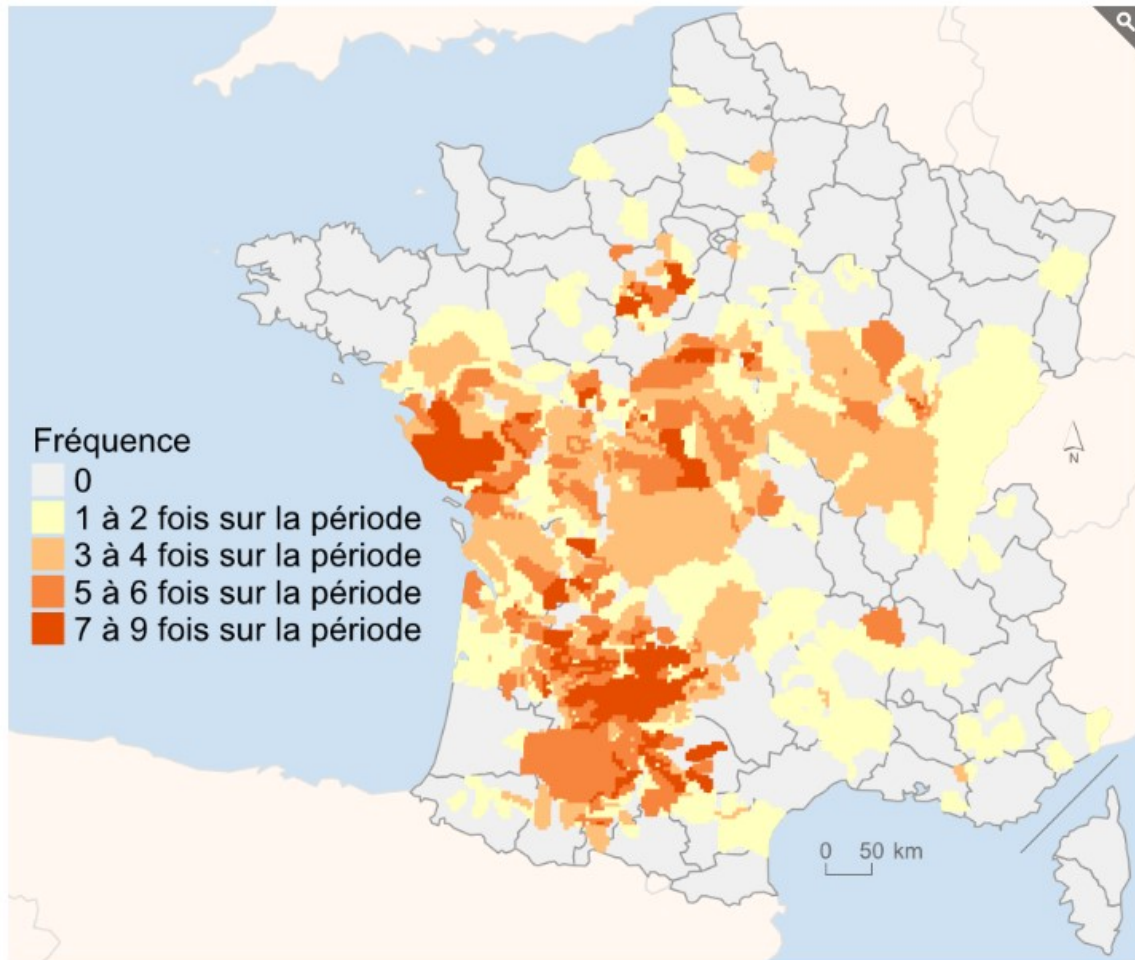 Fréquence
0
1 à 2 fois sur la période
3 à 4 fois sur la période
5 à 6 fois sur la période
7 à 9 fois sur la période
N
0 50 km